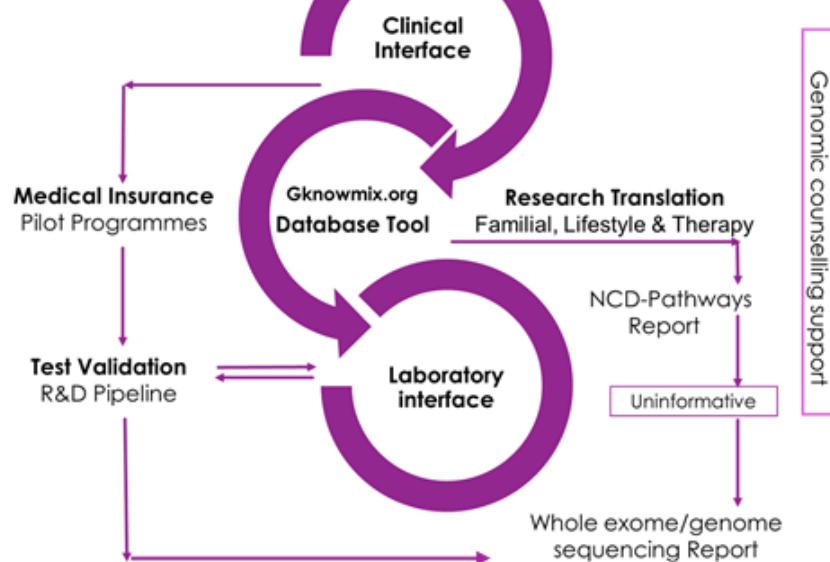 Clinical
Interface
Medical Insurance
Pilot Programmes
Gknowmix.org
Database Tool
Research Translation
Familial, Lifestyle & Therapy
NCD-Pathways
Report
Test Validation
R&D Pipeline
Laboratory
interface
Uninformative
Whole exome/genome
sequencing Report
Genomic counselling support